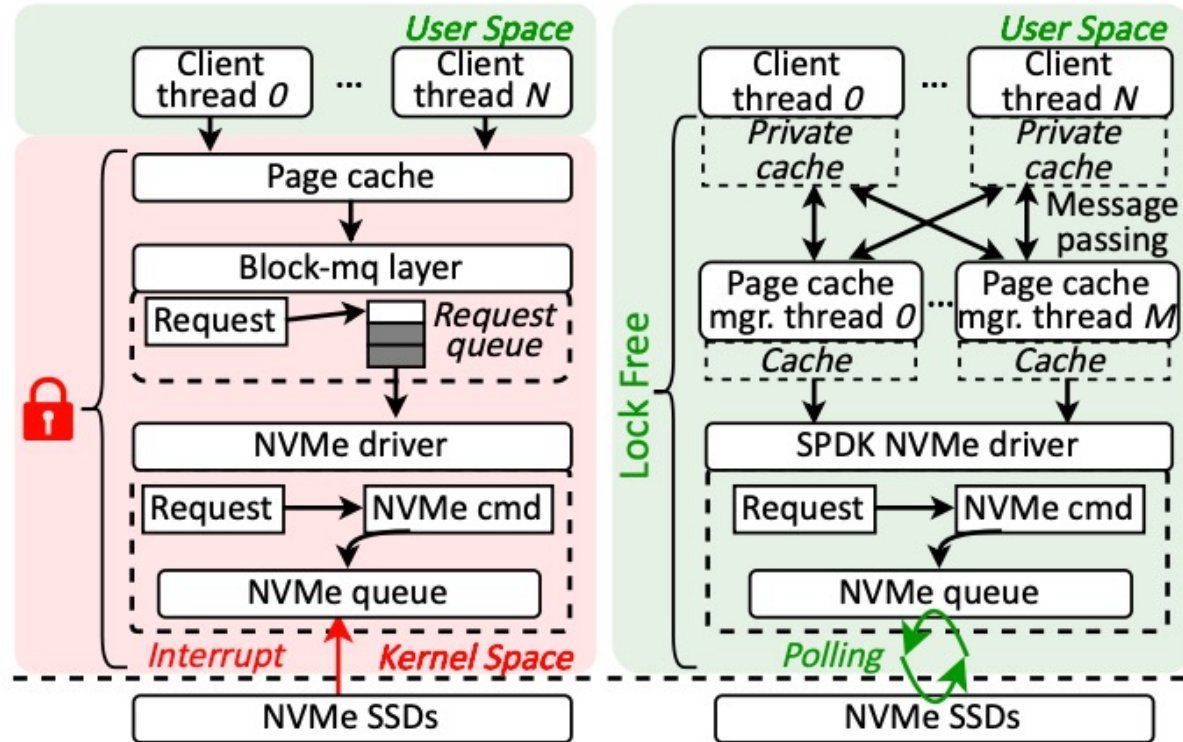 User Space
Client
thread 0
...
Client
thread N
Page cache
Block-mq layer
Request
Request
queue
NVMe driver
Request
NVMe cmd
NVMe queue
Interrupt
Kernel Space
NVMe SSDs
User Space
Client
thread 0
...
Client
thread N
Private
cache
Private
cache
Message
passing
Page cache
mgr. thread 0
...
Page cache
mgr. thread M
Cache
Cache
Lock Free
SPDK NVMe driver
Request
NVMe cmd
NVMe queue
Polling
NVMe SSDs